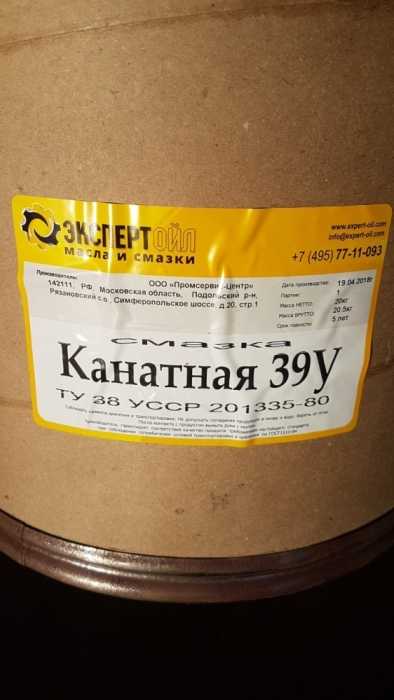 ЭКСПЕРТ ОЙЛ
масла и смазки
www.expert-oil.com
info@expert-oil.com
+7 (495) 77-11-093
Производитель: ООО «Промсервис-Центр»
142111, РФ, Московская область, Подольский р-н,
Рязановский с.о., Симферопольское шоссе, д 20, стр.1
Дата производства: 19.04.2018г
Партия: 1
Масса НЕТТО: 20кг
Масса БРУТТО: 20.5кг
Срок годности: 5 лет
смазка
Канатная 39У
ТУ 38 УССР 201335-80